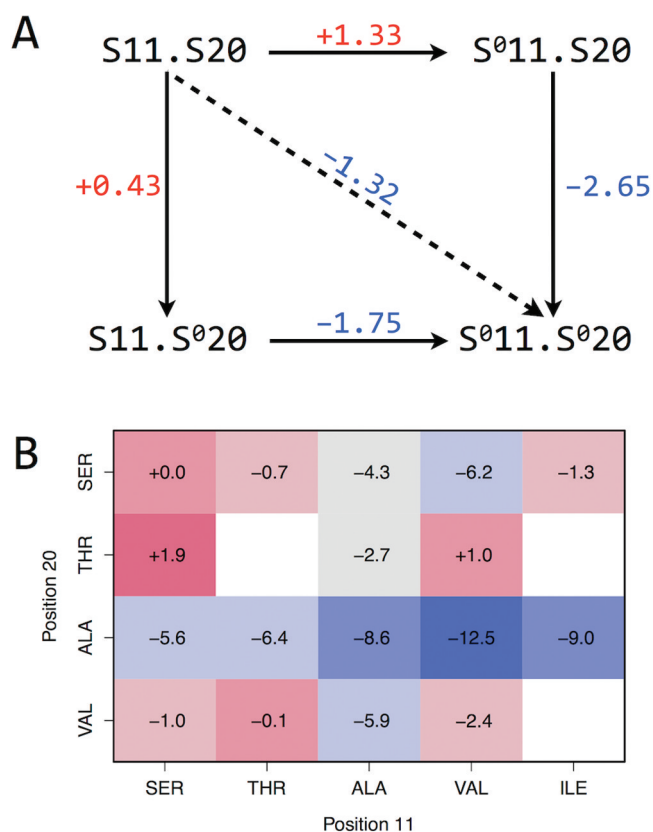 A
S11.S20 +1.33 S⁰11.S20
+0.43 −1.32 −2.65
S11.S⁰20 −1.75 S⁰11.S⁰20
B
SER +0.0 −0.7 −4.3 −6.2 −1.3
THR +1.9 −2.7 +1.0
ALA −5.6 −6.4 −8.6 −12.5 −9.0
VAL −1.0 −0.1 −5.9 −2.4
Position 20
SER THR ALA VAL ILE
Position 11